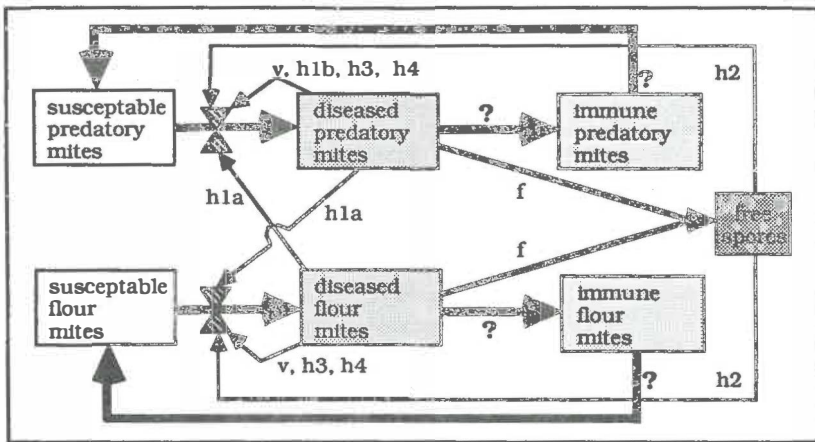 v, h1b, h3, h4
?
h2
susceptable
predatory
mites
diseased
predatory
mites
?
immune
predatory
mites
h1a
h1a
f
free
spores
f
susceptable
flour
mites
diseased
flour
mites
?
immune
flour
mites
v, h3, h4
?
h2